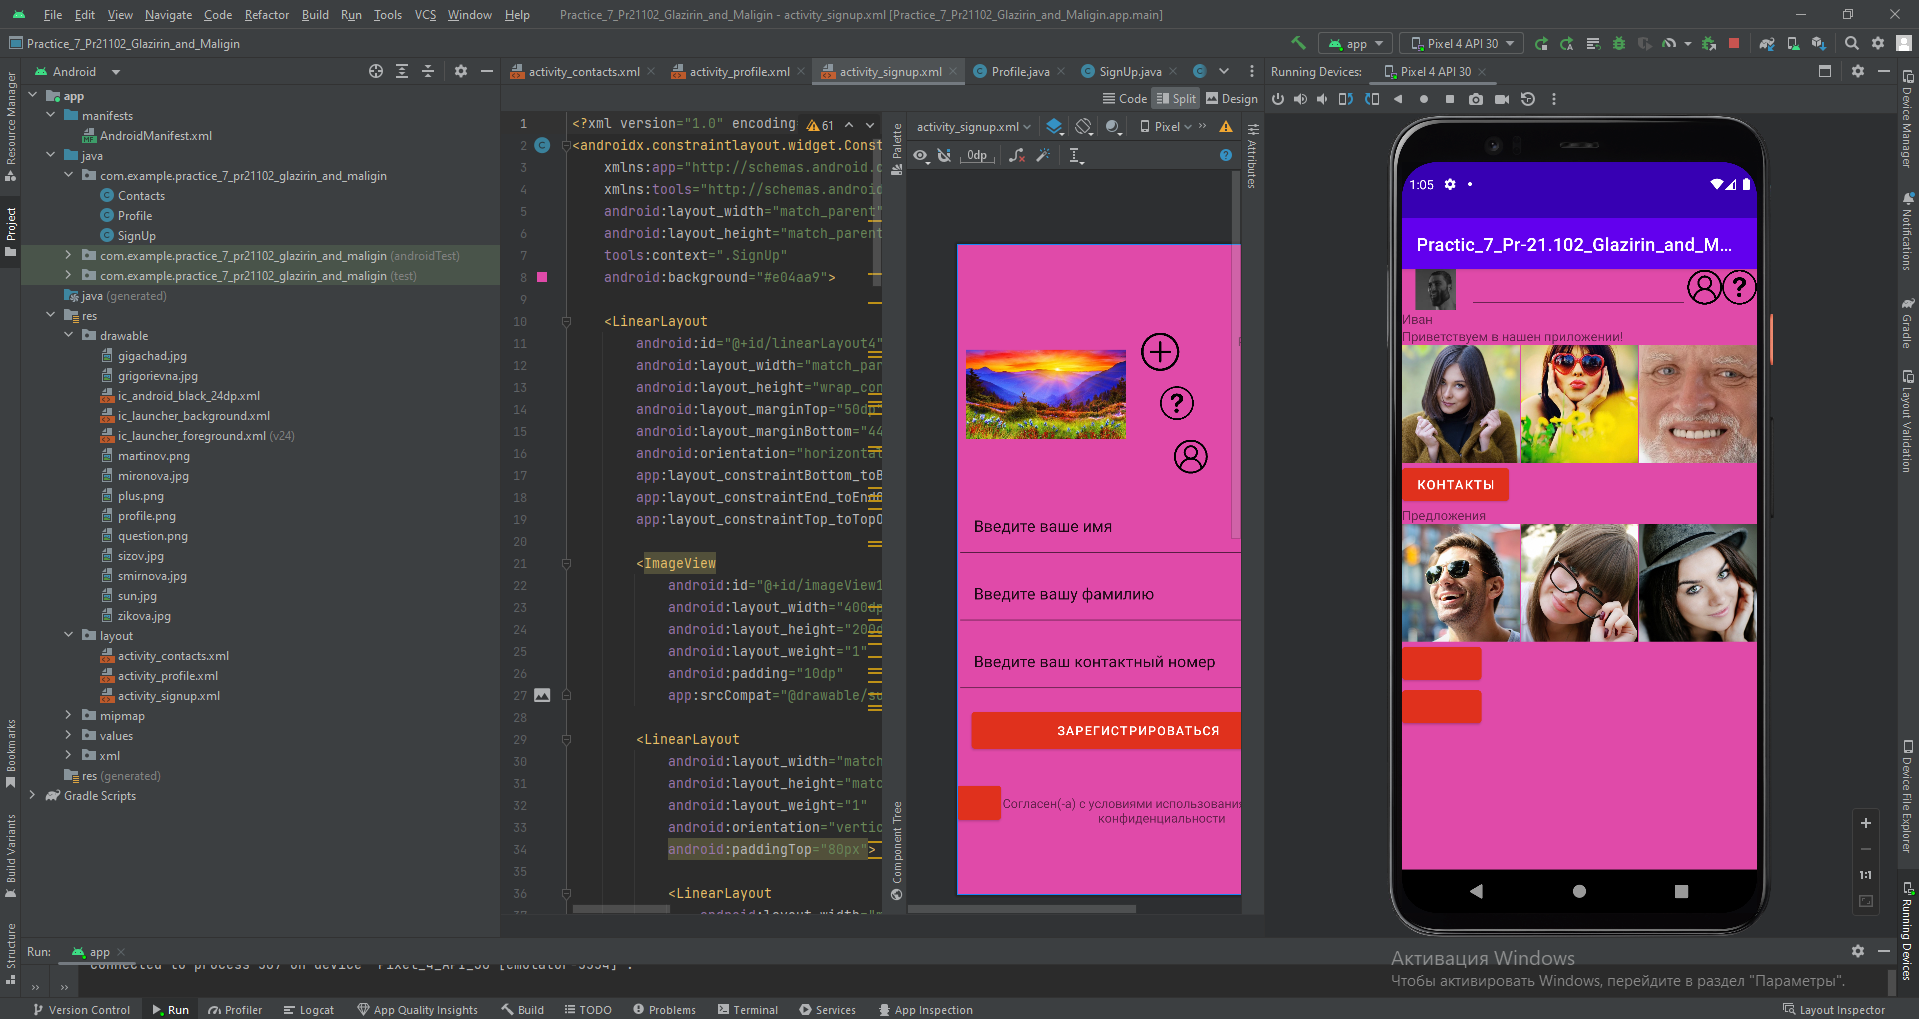 File Edit View Navigate Code Refactor Build Run Tools VCS Window Help Practice_7_Pr21102_Glazirin_and_Maligin - activity_signup.xml [Practice_7_Pr21102_Glazirin_and_Maligin.app.main]
Practice_7_Pr21102_Glazirin_and_Maligin app Pixel 4 API 30
Android
activity_contacts.xml activity_profile.xml activity_signup.xml Profile.java SignUp.java
Running Devices: Pixel 4 API 30
Code Split Design
Resource Manager
Project
Bookmarks
Build Variants
Structure
app
manifests
AndroidManifest.xml
java
com.example.practice_7_pr21102_glazirin_and_maligin
Contacts
Profile
SignUp
com.example.practice_7_pr21102_glazirin_and_maligin (androidTest)
com.example.practice_7_pr21102_glazirin_and_maligin (test)
java (generated)
res
drawable
gigachad.jpg
grigorievna.jpg
ic_android_black_24dp.xml
ic_launcher_background.xml
ic_launcher_foreground.xml (v24)
martinov.png
mironova.jpg
plus.png
profile.png
question.png
sizov.jpg
smirnova.jpg
sun.jpg
zikova.jpg
layout
activity_contacts.xml
activity_profile.xml
activity_signup.xml
mipmap
values
xml
res (generated)
Gradle Scripts
1 <?xml version="1.0" encoding 61
2 <androidx.constraintlayout.widget.Const
3 xmlns:app="http://schemas.android.
4 xmlns:tools="http://schemas.android
5 android:layout_width="match_parent"
6 android:layout_height="match_parent
7 tools:context=".SignUp"
8 android:background="#e04aa9">
9
10 <LinearLayout
11 android:id="@+id/linearLayout4"
12 android:layout_width="match_par
13 android:layout_height="wrap_con
14 android:layout_marginTop="50dp"
15 android:layout_marginBottom="44
16 android:orientation="horizontal
17 app:layout_constraintBottom_toB
18 app:layout_constraintEnd_toEndO
19 app:layout_constraintTop_toTopO
20
21 <ImageView
22 android:id="@+id/imageView1
23 android:layout_width="400dp
24 android:layout_height="200d
25 android:layout_weight="1"
26 android:padding="10dp"
27 app:srcCompat="@drawable/su
28
29 <LinearLayout
30 android:layout_width="match
31 android:layout_height="matc
32 android:layout_weight="1"
33 android:orientation="vertic
34 android:paddingTop="80px">
35
36 <LinearLayout
Palette
Component Tree
activity_signup.xml Pixel
0dp
Attributes
Введите ваше имя
Введите вашу фамилию
Введите ваш контактный номер
ЗАРЕГИСТРИРОВАТЬСЯ
Согласен(-а) с условиями использования
конфиденциальности
1:05
Practic_7_Pr-21.102_Glazirin_and_M...
Иван
Приветствуем в нашен приложении!
КОНТАКТЫ
Предложения
1:1
Device Manager
Notifications
Gradle
Layout Validation
Device File Explorer
Running Devices
Run: app
Connected to process 507 on device 'Pixel_4_API_30 [emulator-5554]'.
Активация Windows
Чтобы активировать Windows, перейдите в раздел "Параметры".
Version Control Run Profiler Logcat App Quality Insights Build TODO Problems Terminal Services App Inspection Layout Inspector